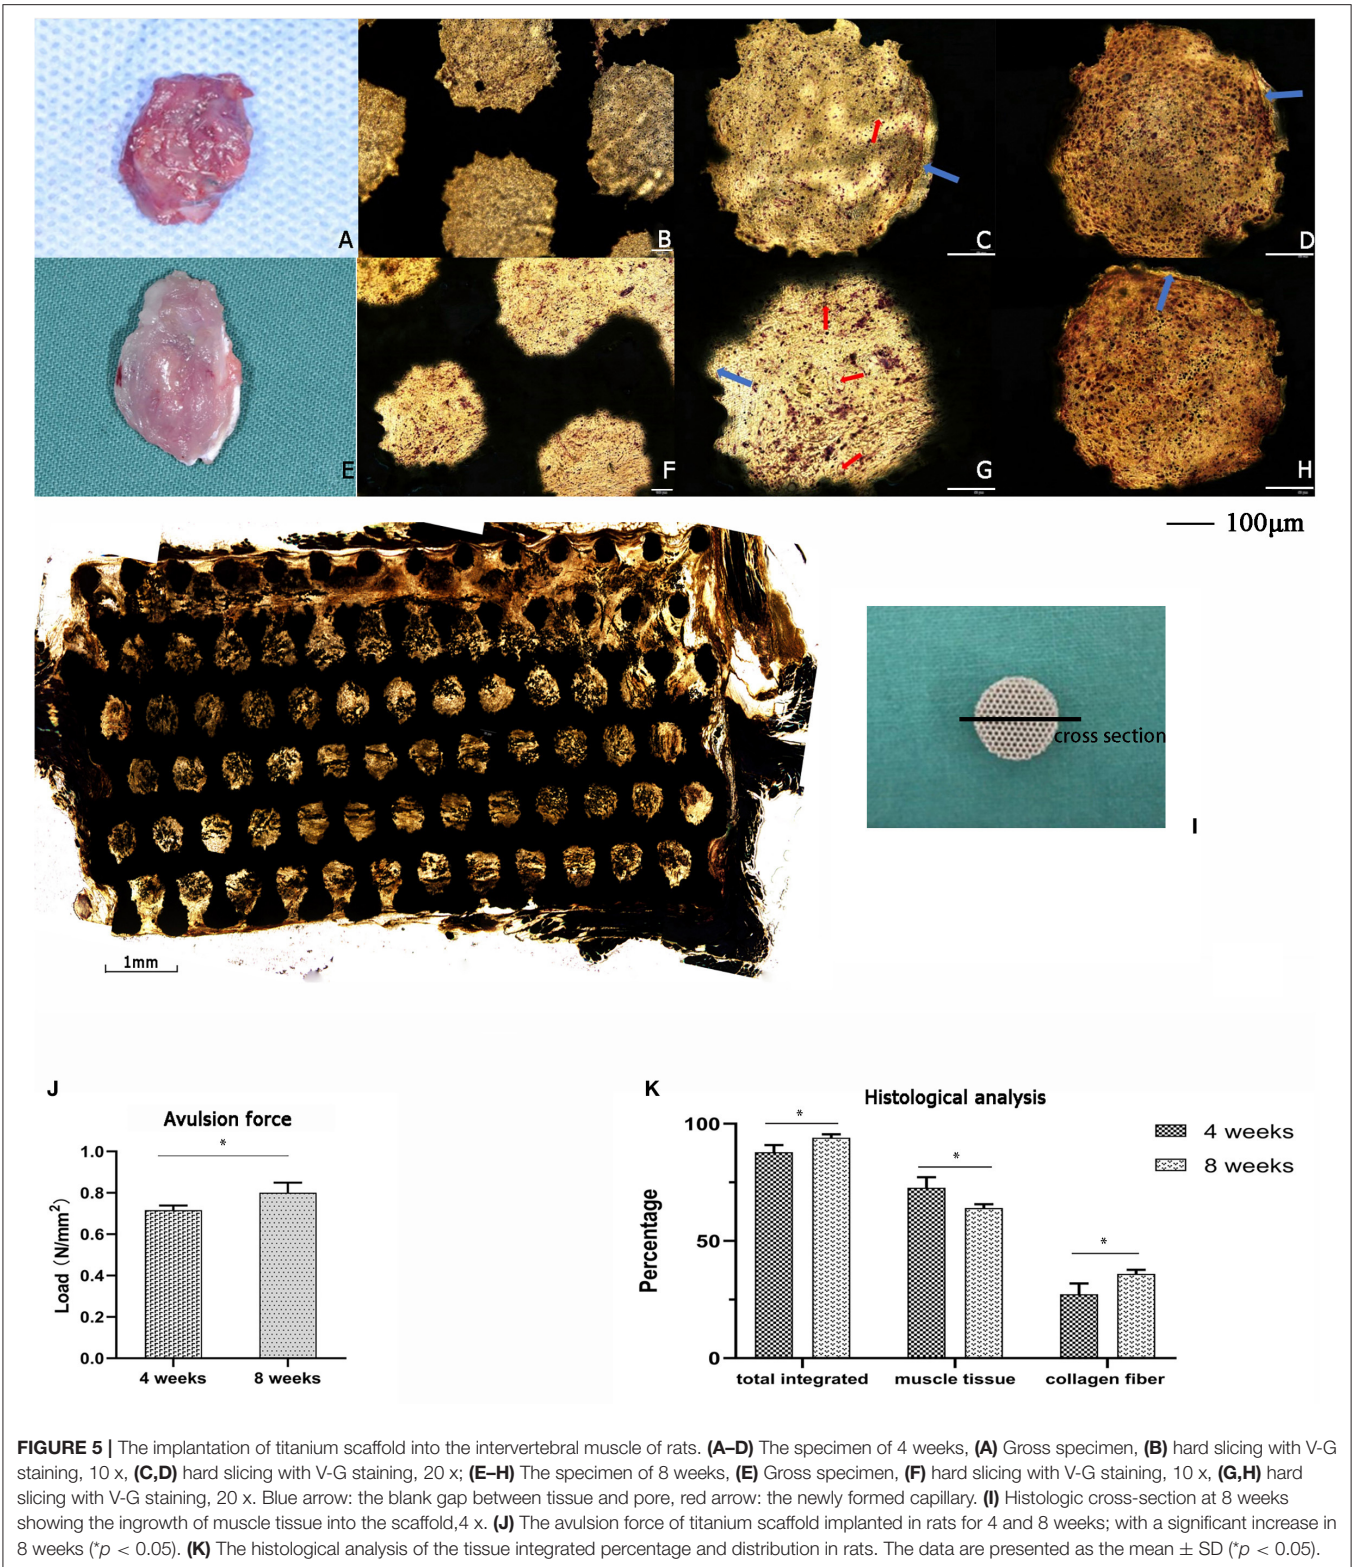 A
B
C
D
E
F
G
H
100μm
cross section
I
1mm
J
Avulsion force
*
1.0
0.8
0.6
0.4
0.2
0.0
Load (N/mm²)
4 weeks 8 weeks
K
Histological analysis
*
*
*
100
50
0
Percentage
4 weeks
8 weeks
total integrated muscle tissue collagen fiber
FIGURE 5 | The implantation of titanium scaffold into the intervertebral muscle of rats. (A–D) The specimen of 4 weeks, (A) Gross specimen, (B) hard slicing with V-G
staining, 10 x, (C,D) hard slicing with V-G staining, 20 x; (E–H) The specimen of 8 weeks, (E) Gross specimen, (F) hard slicing with V-G staining, 10 x, (G,H) hard
slicing with V-G staining, 20 x. Blue arrow: the blank gap between tissue and pore, red arrow: the newly formed capillary. (I) Histologic cross-section at 8 weeks
showing the ingrowth of muscle tissue into the scaffold,4 x. (J) The avulsion force of titanium scaffold implanted in rats for 4 and 8 weeks; with a significant increase in
8 weeks (*p < 0.05). (K) The histological analysis of the tissue integrated percentage and distribution in rats. The data are presented as the mean ± SD (*p < 0.05).